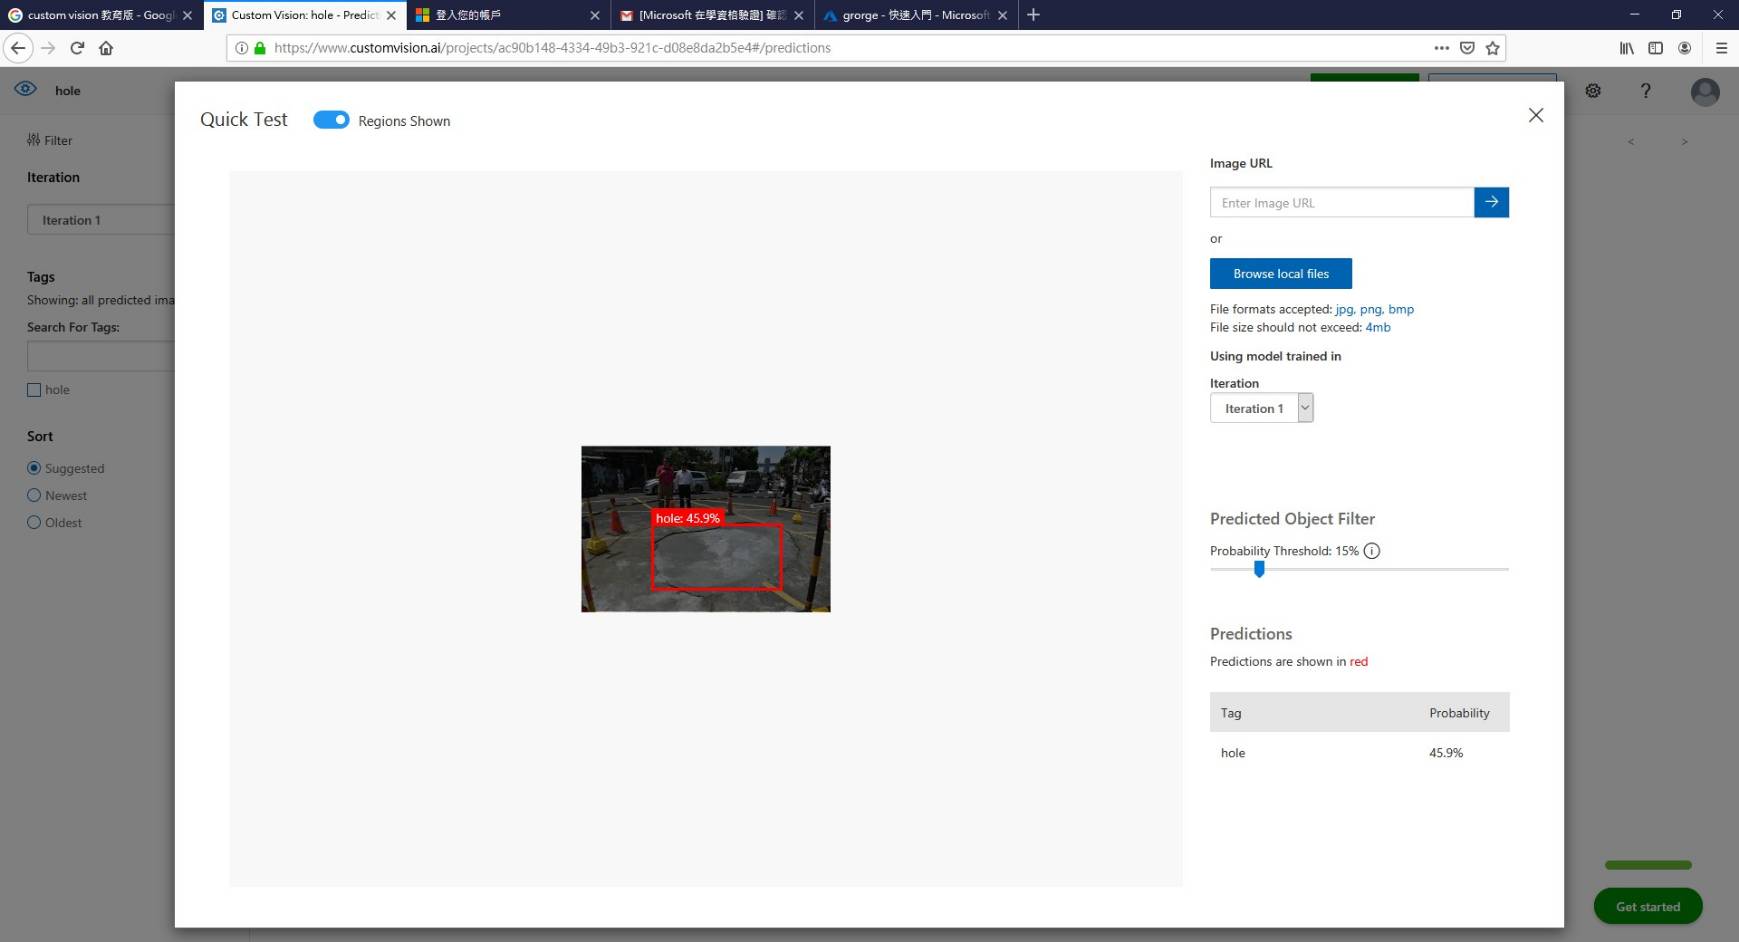 custom vision 教育版 - Googl
Custom Vision: hole - Predict
登入您的帳戶
[Microsoft 在學資格驗證] 確認
grorge - 快速入門 - Microsoft
https://www.customvision.ai/projects/ac90b148-4334-49b3-921c-d08e8da2b5e4#/predictions
hole
Quick Test
Regions Shown
Filter
Iteration
Iteration 1
Tags
Showing: all predicted ima
Search For Tags:
hole
Sort
Suggested
Newest
Oldest
hole: 45.9%
Image URL
Enter Image URL
or
Browse local files
File formats accepted: jpg, png, bmp
File size should not exceed: 4mb
Using model trained in
Iteration
Iteration 1
Predicted Object Filter
Probability Threshold: 15%
Predictions
Predictions are shown in red
Tag Probability
hole 45.9%
Get started